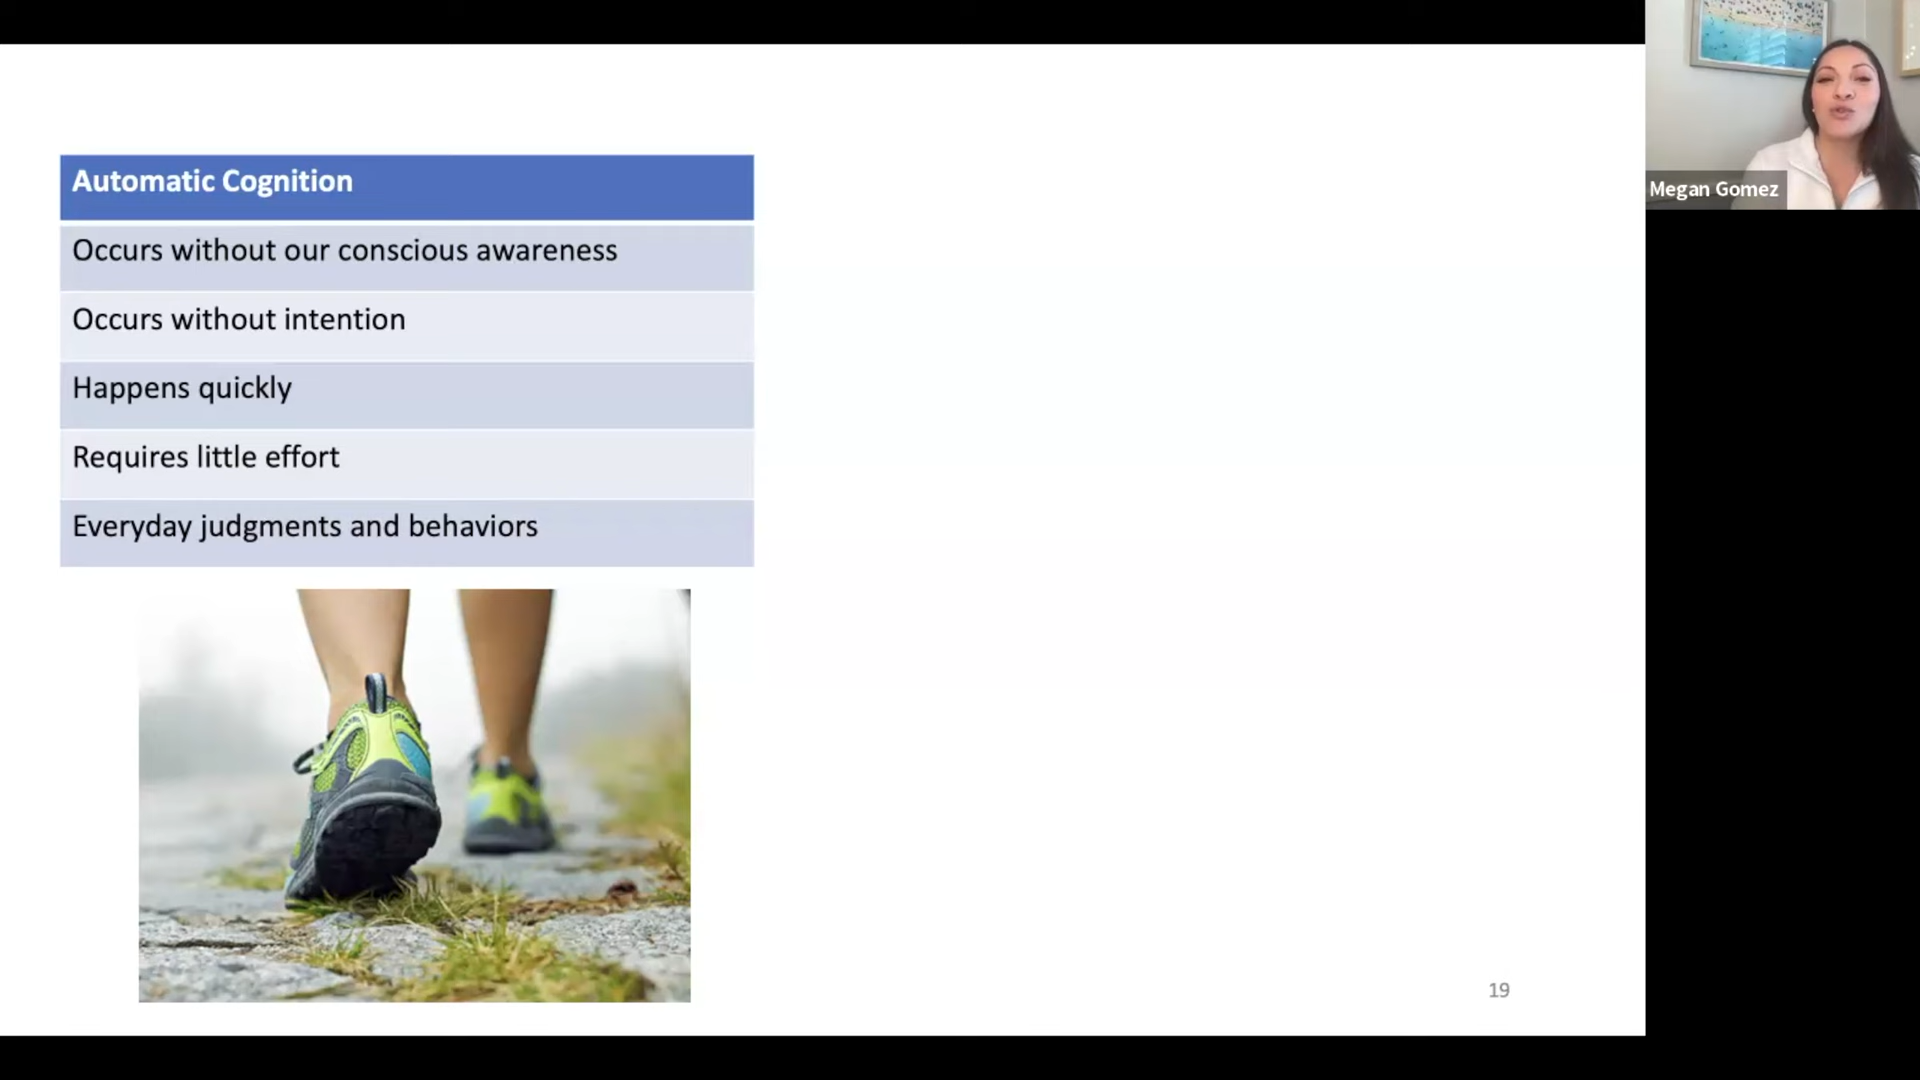 Automatic Cognition
Occurs without our conscious awareness
Occurs without intention
Happens quickly
Requires little effort
Everyday judgments and behaviors
19
Megan Gomez